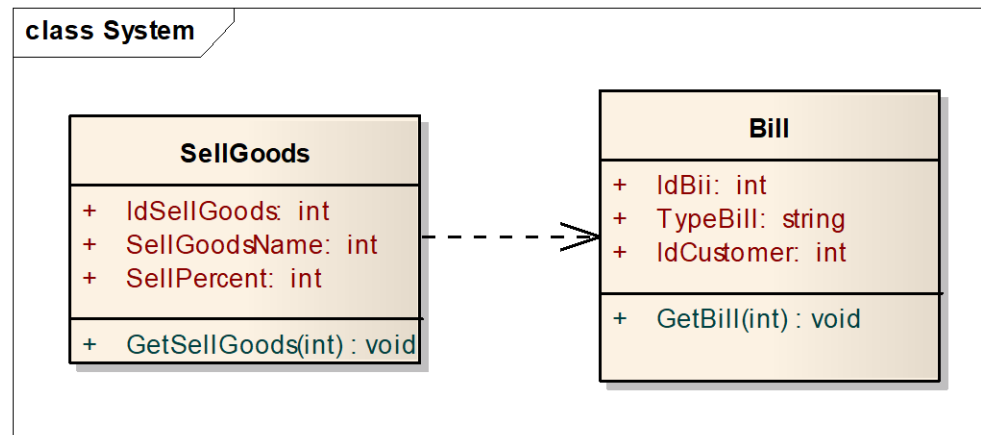 class System
SellGoods
+ IdSellGoods: int
+ SellGoodsName: int
+ SellPercent: int
+ GetSellGoods(int) : void
Bill
+ IdBii: int
+ TypeBill: string
+ IdCustomer: int
+ GetBill(int) : void